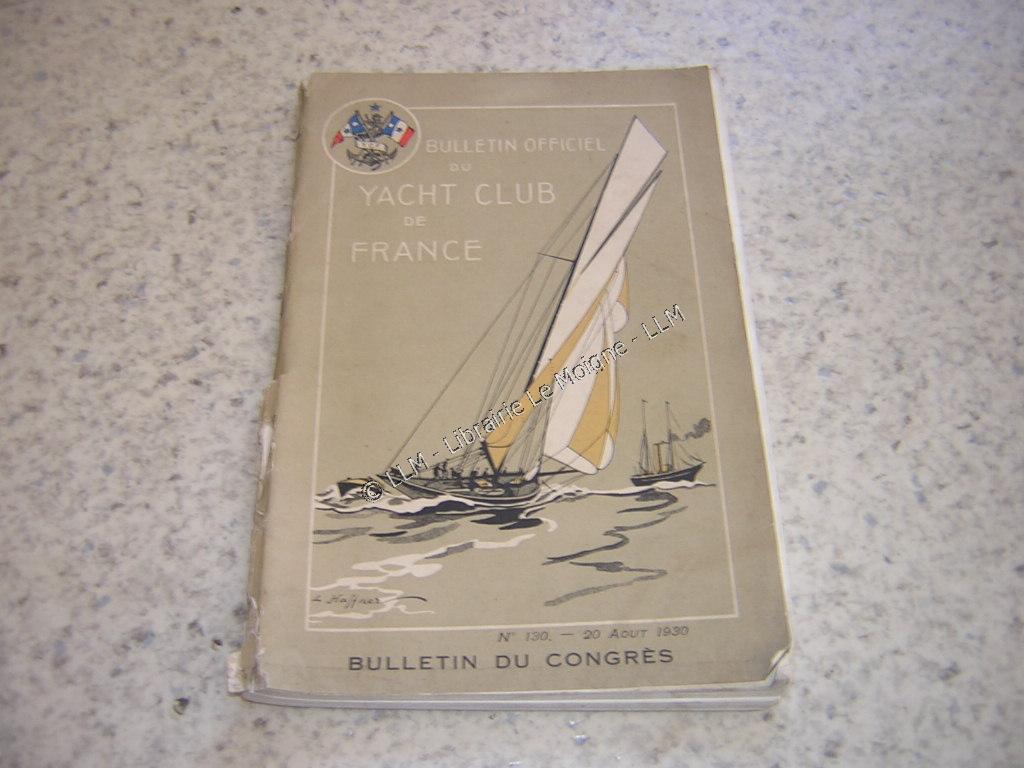 BULLETIN OFFICIEL
DU
YACHT CLUB
DE
FRANCE
© LLM - Librairie Le Moigne - LLM
L. Haffner
N° 130. — 20 AOUT 1930
BULLETIN DU CONGRÈS